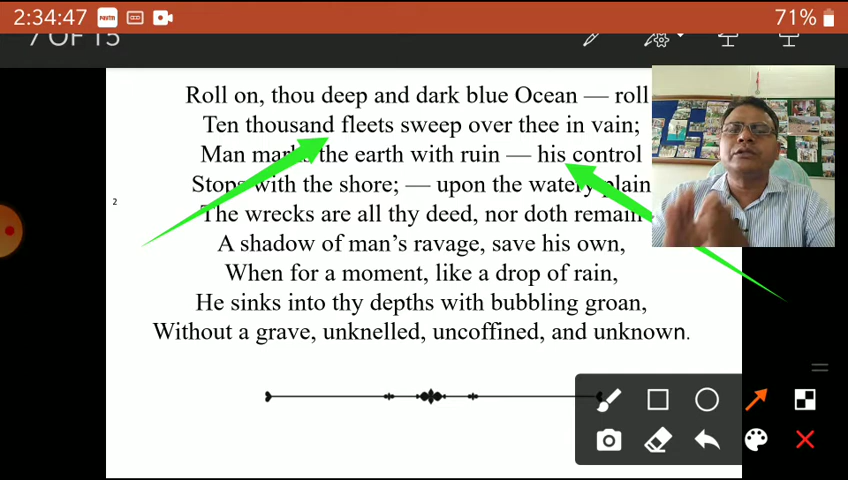 2:34:47 Paytm 71%
7 OF 15
Roll on, thou deep and dark blue Ocean — roll
Ten thousand fleets sweep over thee in vain;
Man marks the earth with ruin — his control
Stops with the shore; — upon the watery plain
2
The wrecks are all thy deed, nor doth remain
A shadow of man's ravage, save his own,
When for a moment, like a drop of rain,
He sinks into thy depths with bubbling groan,
Without a grave, unknelled, uncoffined, and unknown.